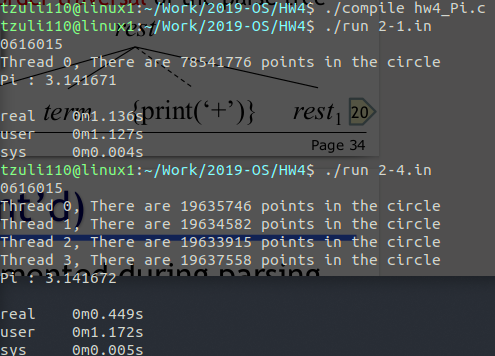 tzuli110@linux1:~/Work/2019-OS/HW4$ ./compile hw4_Pi.c
tzuli110@linux1:~/Work/2019-OS/HW4$ ./run 2-1.in
0616015
rest
Thread 0, There are 78541776 points in the circle
Pi : 3.141671
real 0m1.136s
term {print(‘+’)} rest1 20
user 0m1.127s
sys 0m0.004s
Page 34
tzuli110@linux1:~/Work/2019-OS/HW4$ ./run 2-4.in
0616015
Thread 0, There are 19635746 points in the circle
nt’d)
Thread 1, There are 19634582 points in the circle
Thread 2, There are 19633915 points in the circle
Thread 3, There are 19637558 points in the circle
mented during parsing
Pi : 3.141672
real 0m0.449s
user 0m1.172s
sys 0m0.005s